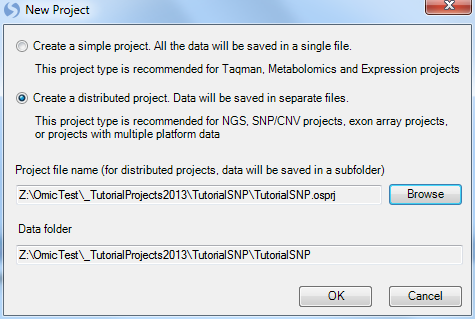 New Project
Create a simple project. All the data will be saved in a single file.
This project type is recommended for Taqman, Metabolomics and Expression projects
Create a distributed project. Data will be saved in separate files.
This project type is recommended for NGS, SNP/CNV projects, exon array projects,
or projects with multiple platform data
Project file name (for distributed projects, data will be saved in a subfolder)
Z:\OmicTest\_TutorialProjects2013\TutorialSNP\TutorialSNP.osprj
Browse
Data folder
Z:\OmicTest\_TutorialProjects2013\TutorialSNP\TutorialSNP
OK
Cancel